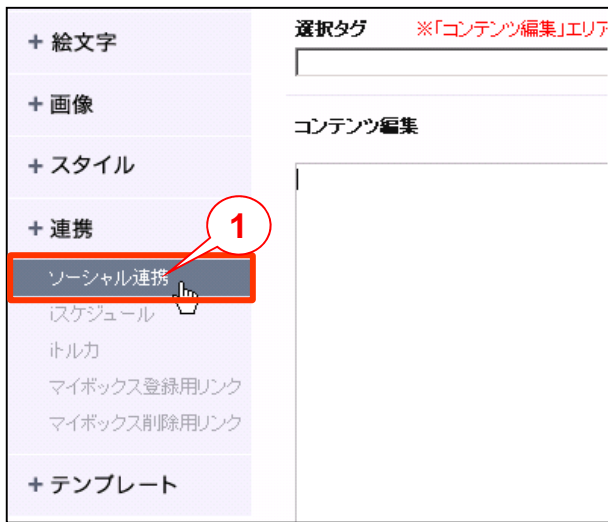 + 絵文字
+ 画像
+ スタイル
+ 連携
ソーシャル連携
iスケジュール
iトルカ
マイボックス登録用リンク
マイボックス削除用リンク
+ テンプレート
1
選択タグ ※「コンテンツ編集」エリア
コンテンツ編集